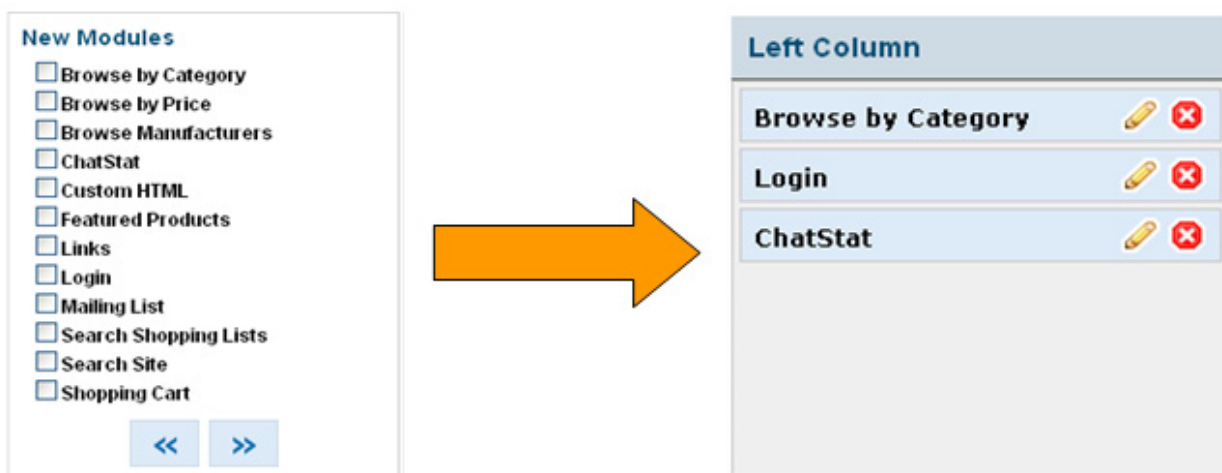 New Modules
Browse by Category
Browse by Price
Browse Manufacturers
ChatStat
Custom HTML
Featured Products
Links
Login
Mailing List
Search Shopping Lists
Search Site
Shopping Cart
« »
Left Column
Browse by Category
Login
ChatStat